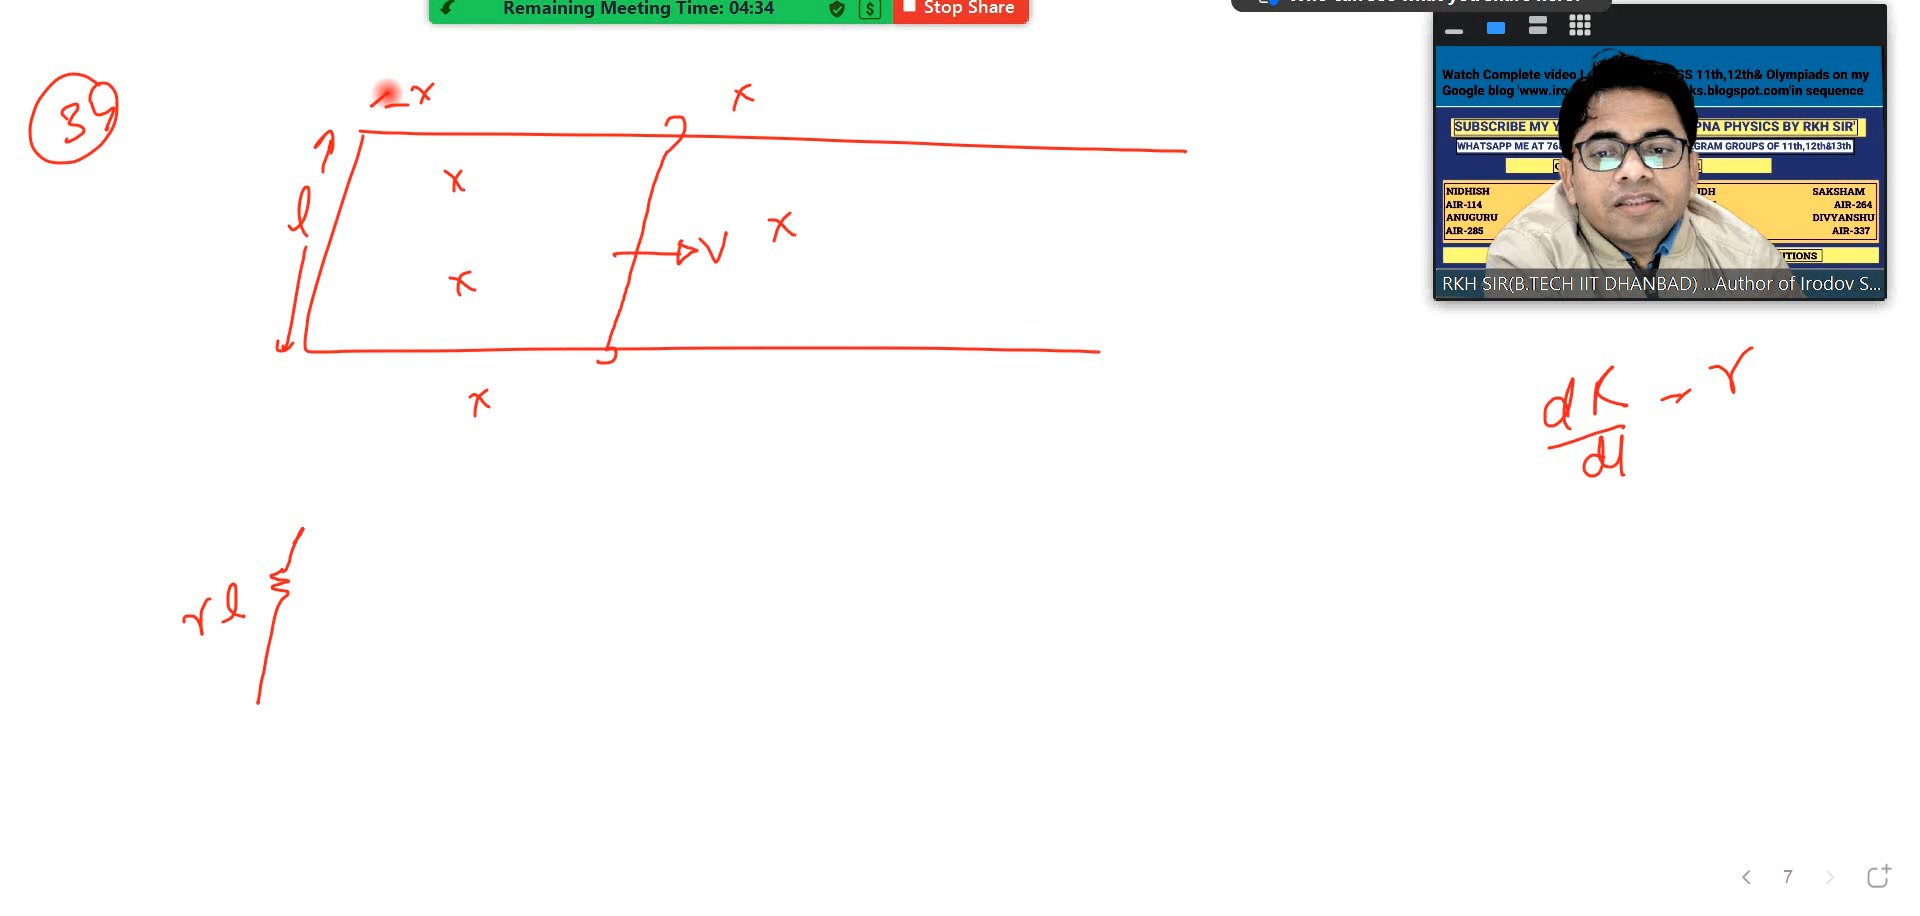 Remaining Meeting Time: 04:34
Stop Share
Watch Complete video
SS 11th,12th& Olympiads on my
Google blog 'www.iro
ks.blogspot.com'in sequence
SUBSCRIBE MY
PNA PHYSICS BY RKH SIR'
WHATSAPP ME AT 76
GRAM GROUPS OF 11th,12th&13th
NIDHISH
SAKSHAM
AIR-114
AIR-264
ANUGURU
DIVYANSHU
AIR-285
AIR-337
RKH SIR(B.TECH IIT DHANBAD) ...Author of Irodov S...
34
x
x
x
l
x
V
x
x
dR
dl
→ r
rl
7